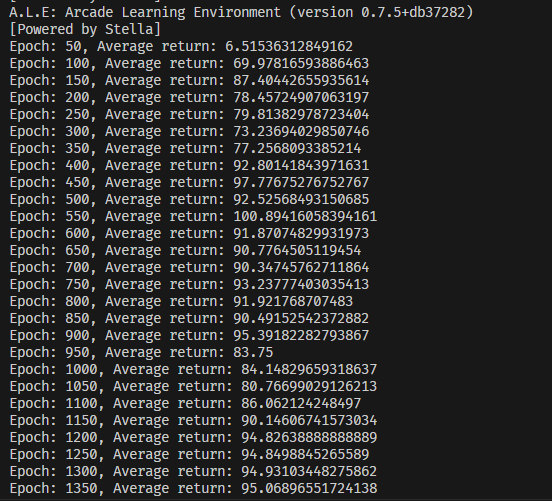 A.L.E: Arcade Learning Environment (version 0.7.5+db37282)
[Powered by Stella]
Epoch: 50, Average return: 6.51536312849162
Epoch: 100, Average return: 69.97816593886463
Epoch: 150, Average return: 87.40442655935614
Epoch: 200, Average return: 78.45724907063197
Epoch: 250, Average return: 79.81382978723404
Epoch: 300, Average return: 73.23694029850746
Epoch: 350, Average return: 77.2568093385214
Epoch: 400, Average return: 92.80141843971631
Epoch: 450, Average return: 97.77675276752767
Epoch: 500, Average return: 92.52568493150685
Epoch: 550, Average return: 100.89416058394161
Epoch: 600, Average return: 91.87074829931973
Epoch: 650, Average return: 90.7764505119454
Epoch: 700, Average return: 90.34745762711864
Epoch: 750, Average return: 93.23777403035413
Epoch: 800, Average return: 91.921768707483
Epoch: 850, Average return: 90.49152542372882
Epoch: 900, Average return: 95.39182282793867
Epoch: 950, Average return: 83.75
Epoch: 1000, Average return: 84.14829659318637
Epoch: 1050, Average return: 80.76699029126213
Epoch: 1100, Average return: 86.062124248497
Epoch: 1150, Average return: 90.14606741573034
Epoch: 1200, Average return: 94.82638888888889
Epoch: 1250, Average return: 94.8498845265589
Epoch: 1300, Average return: 94.93103448275862
Epoch: 1350, Average return: 95.06896551724138